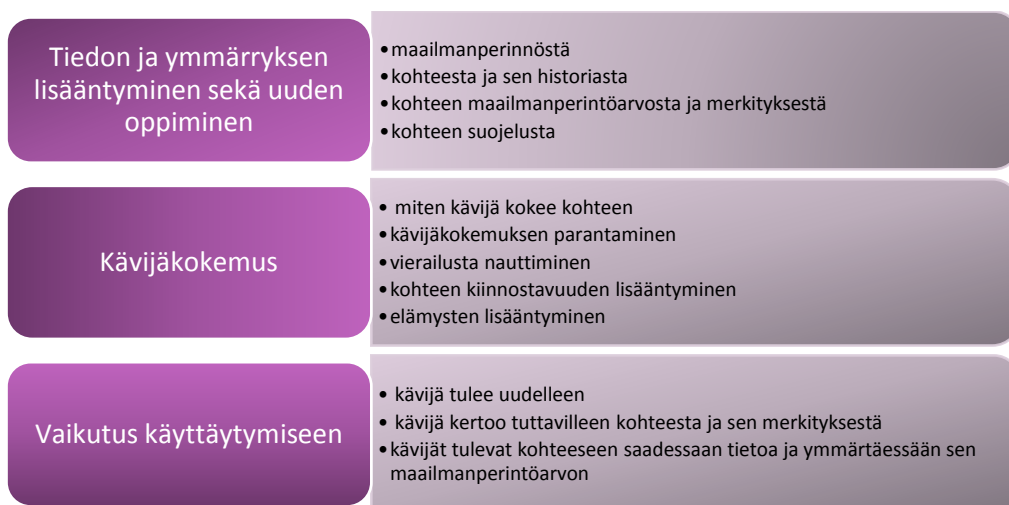 Tiedon ja ymmärryksen
lisääntyminen sekä uuden
oppiminen
•maailmanperinnöstä
•kohteesta ja sen historiasta
•kohteen maailmanperintöarvosta ja merkityksestä
•kohteen suojelusta
Kävijäkokemus
• miten kävijä kokee kohteen
•kävijäkokemuksen parantaminen
•vierailusta nauttiminen
•kohteen kiinnostavuuden lisääntyminen
•elämysten lisääntyminen
Vaikutus käyttäytymiseen
• kävijä tulee uudelleen
• kävijä kertoo tuttavilleen kohteesta ja sen merkityksestä
•kävijät tulevat kohteeseen saadessaan tietoa ja ymmärtäessään sen
maailmanperintöarvon